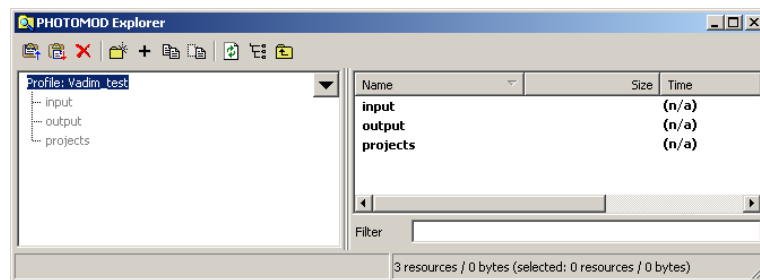 PHOTOMOD Explorer
Profile: Vadim_test
input
output
projects
Name Size Time
input (n/a)
output (n/a)
projects (n/a)
Filter
3 resources / 0 bytes (selected: 0 resources / 0 bytes)